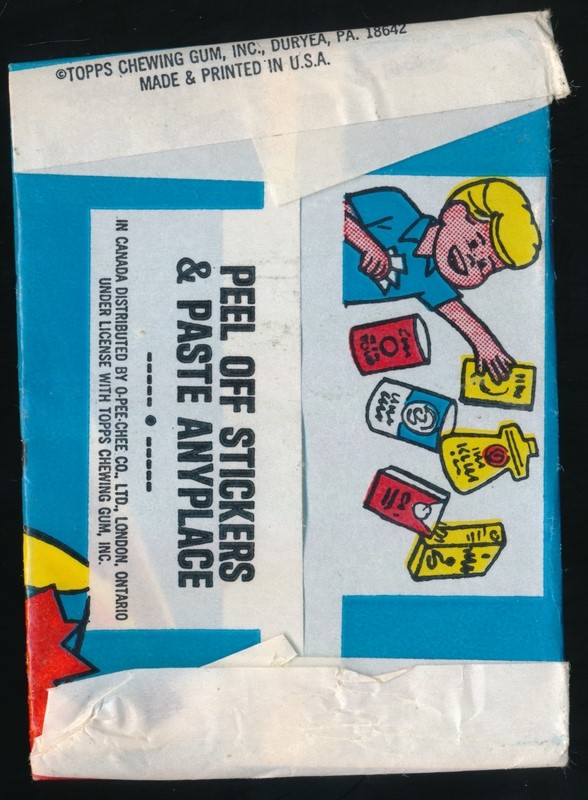 ©TOPPS CHEWING GUM, INC., DURYEA, PA. 18642
MADE & PRINTED IN U.S.A.
PEEL OFF STICKERS
& PASTE ANYPLACE
IN CANADA DISTRIBUTED BY O-PEE-CHEE CO., LTD., LONDON, ONTARIO
UNDER LICENSE WITH TOPPS CHEWING GUM, INC.